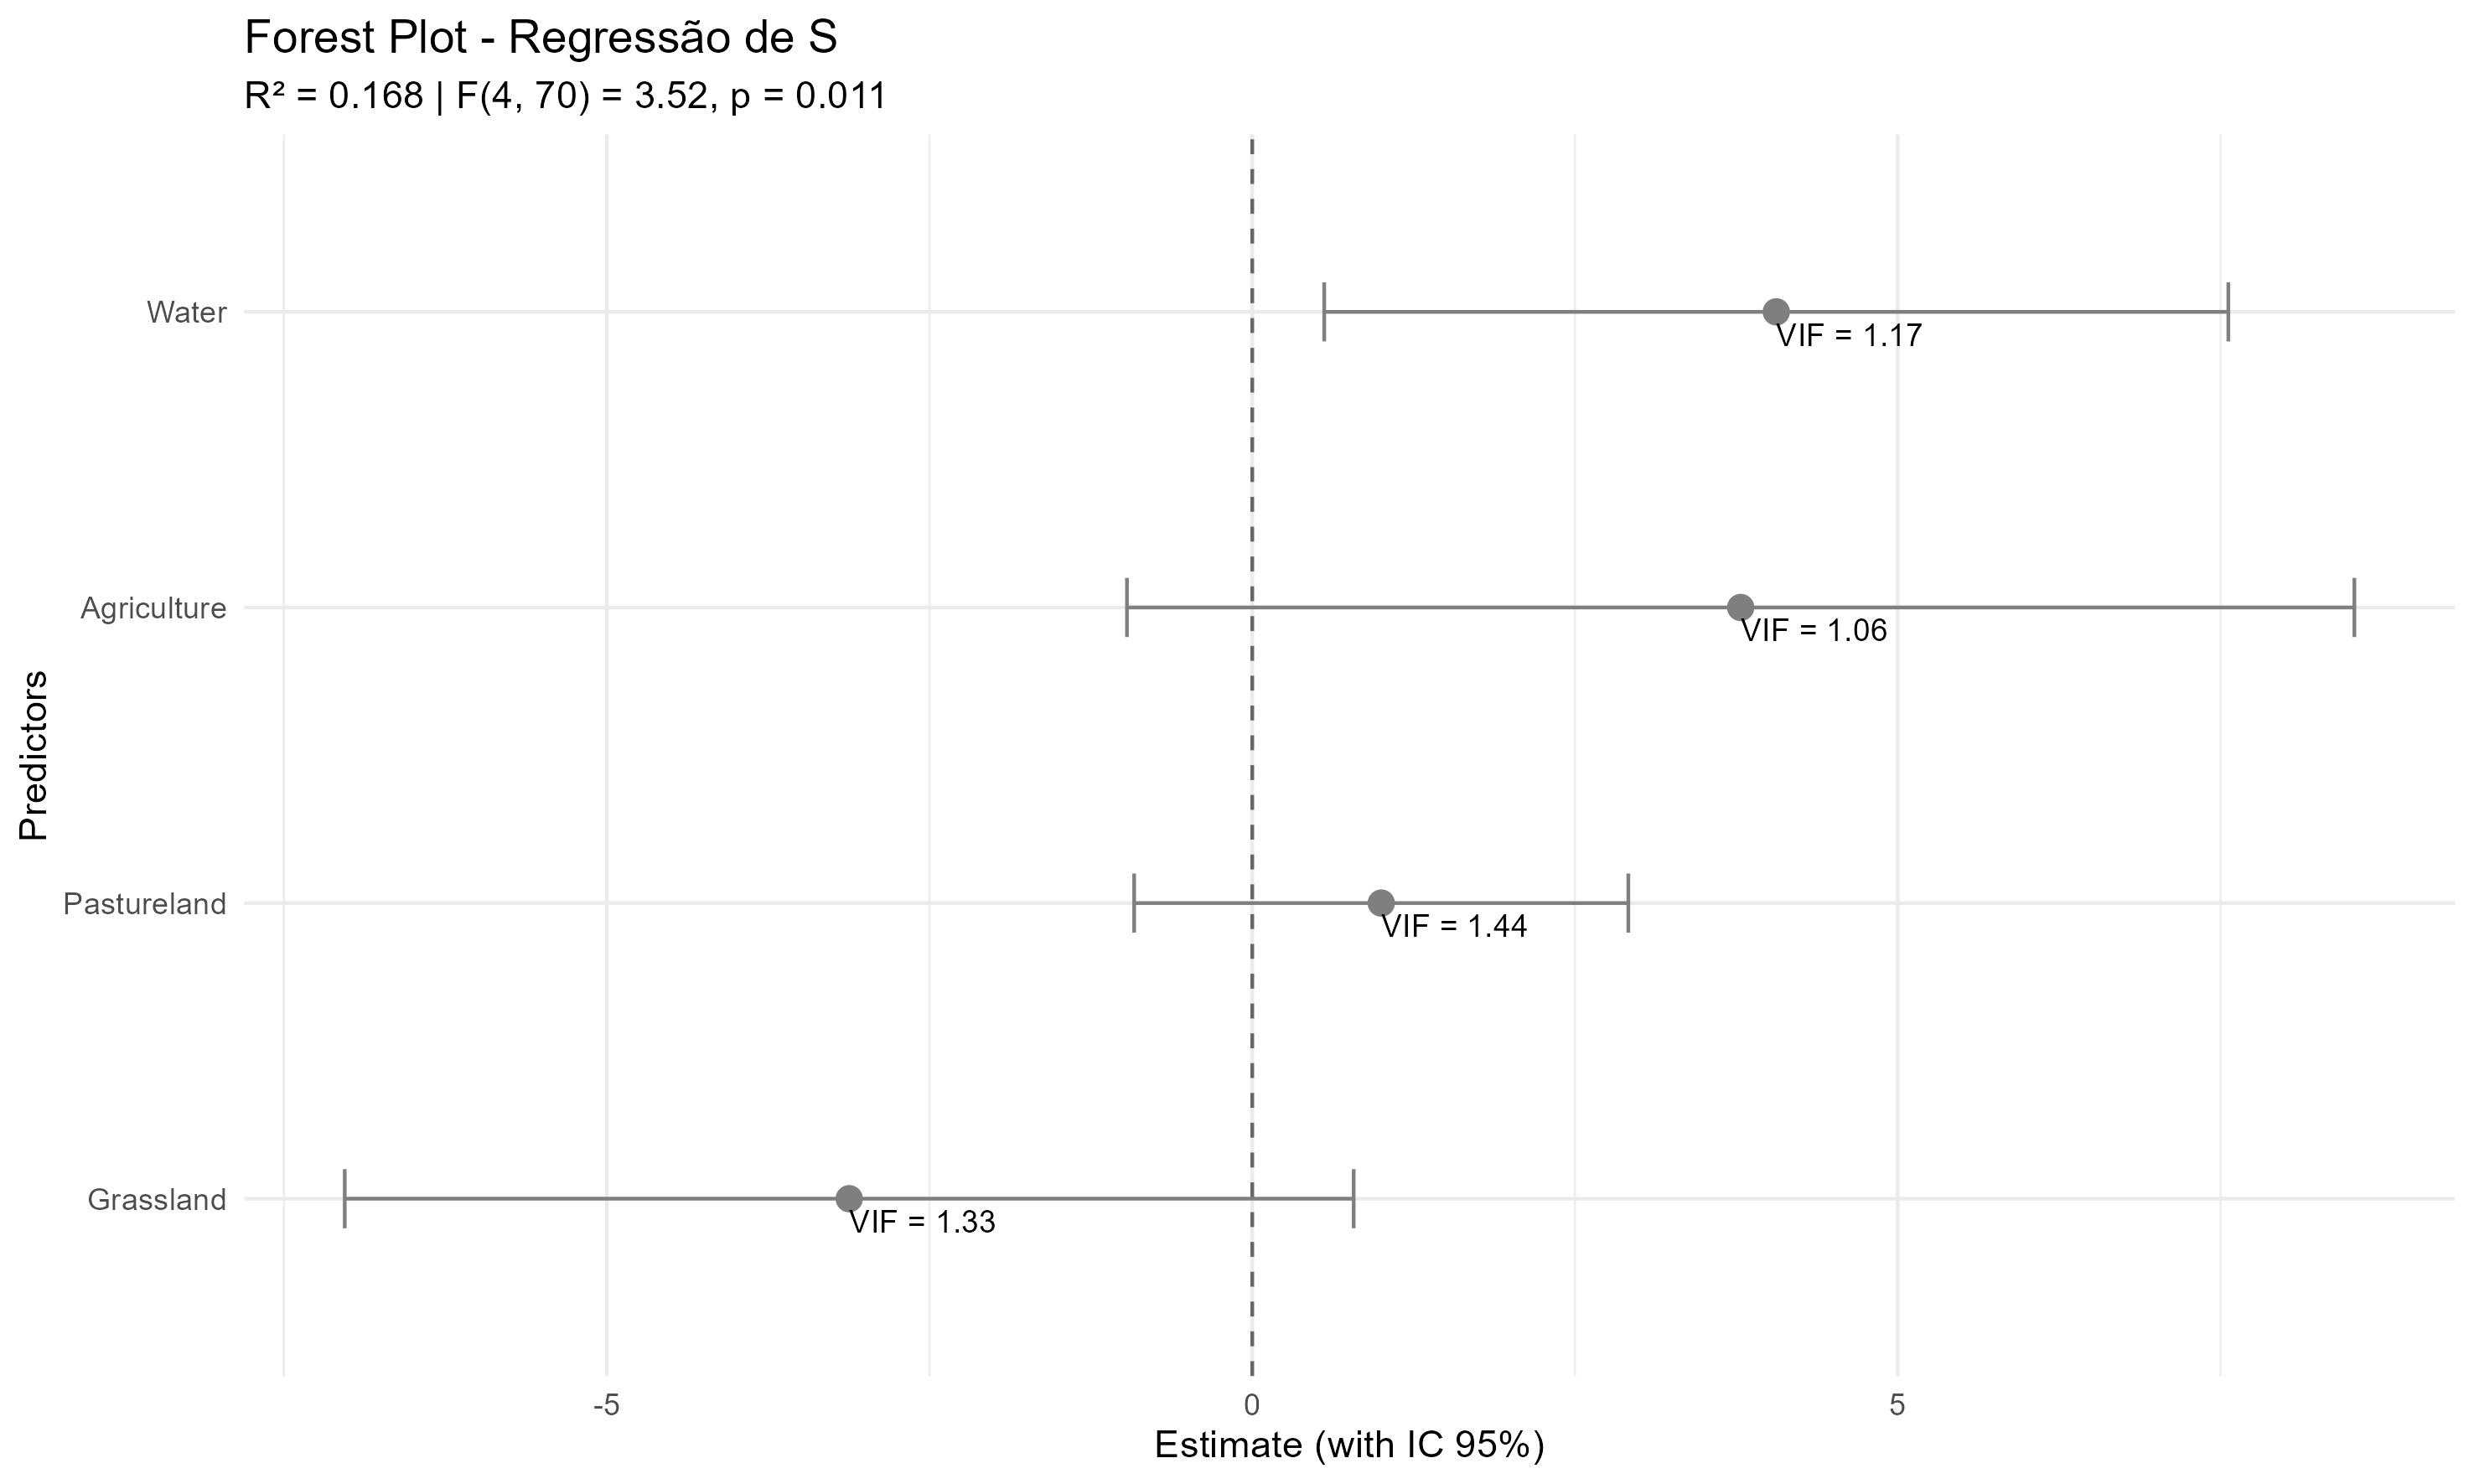 Forest Plot - Regressão de S
R² = 0.168 | F(4, 70) = 3.52, p = 0.011
Predictors
Water
VIF = 1.17
Agriculture
VIF = 1.06
Pastureland
VIF = 1.44
Grassland
VIF = 1.33
-5
0
5
Estimate (with IC 95%)